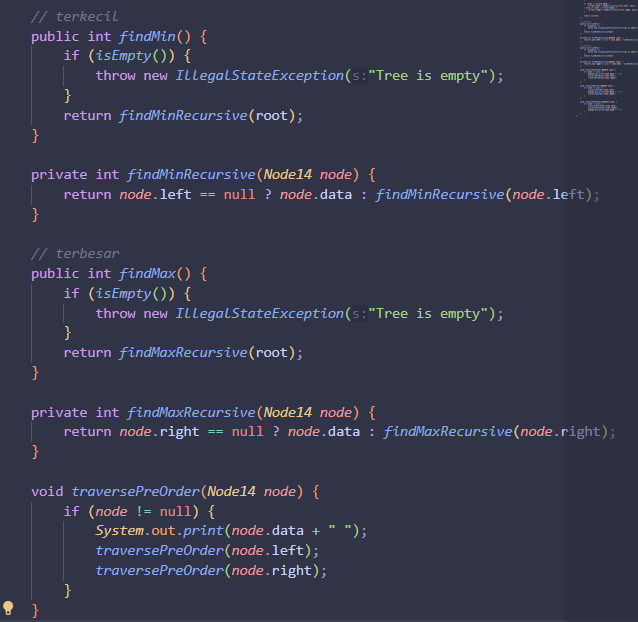 // terkecil
public int findMin() {
if (isEmpty()) {
throw new IllegalStateException(s:"Tree is empty");
}
return findMinRecursive(root);
}
private int findMinRecursive(Node14 node) {
return node.left == null ? node.data : findMinRecursive(node.left);
}
// terbesar
public int findMax() {
if (isEmpty()) {
throw new IllegalStateException(s:"Tree is empty");
}
return findMaxRecursive(root);
}
private int findMaxRecursive(Node14 node) {
return node.right == null ? node.data : findMaxRecursive(node.right);
}
void traversePreOrder(Node14 node) {
if (node != null) {
System.out.print(node.data + " ");
traversePreOrder(node.left);
traversePreOrder(node.right);
}
}